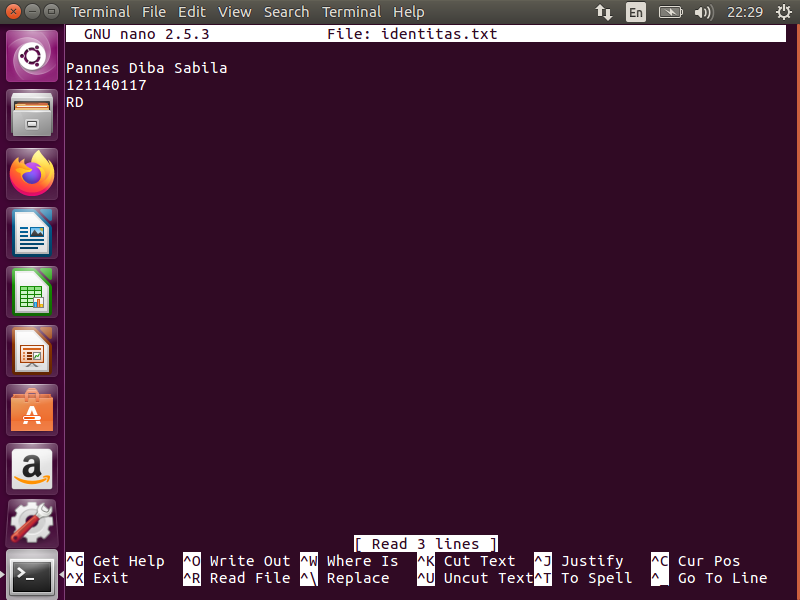 Terminal File Edit View Search Terminal Help En 22:29
GNU nano 2.5.3 File: identitas.txt
Pannes Diba Sabila
121140117
RD
[ Read 3 lines ]
^G Get Help ^O Write Out ^W Where Is ^K Cut Text ^J Justify ^C Cur Pos
^X Exit ^R Read File ^\ Replace ^U Uncut Text ^T To Spell ^_ Go To Line
A
a
>_